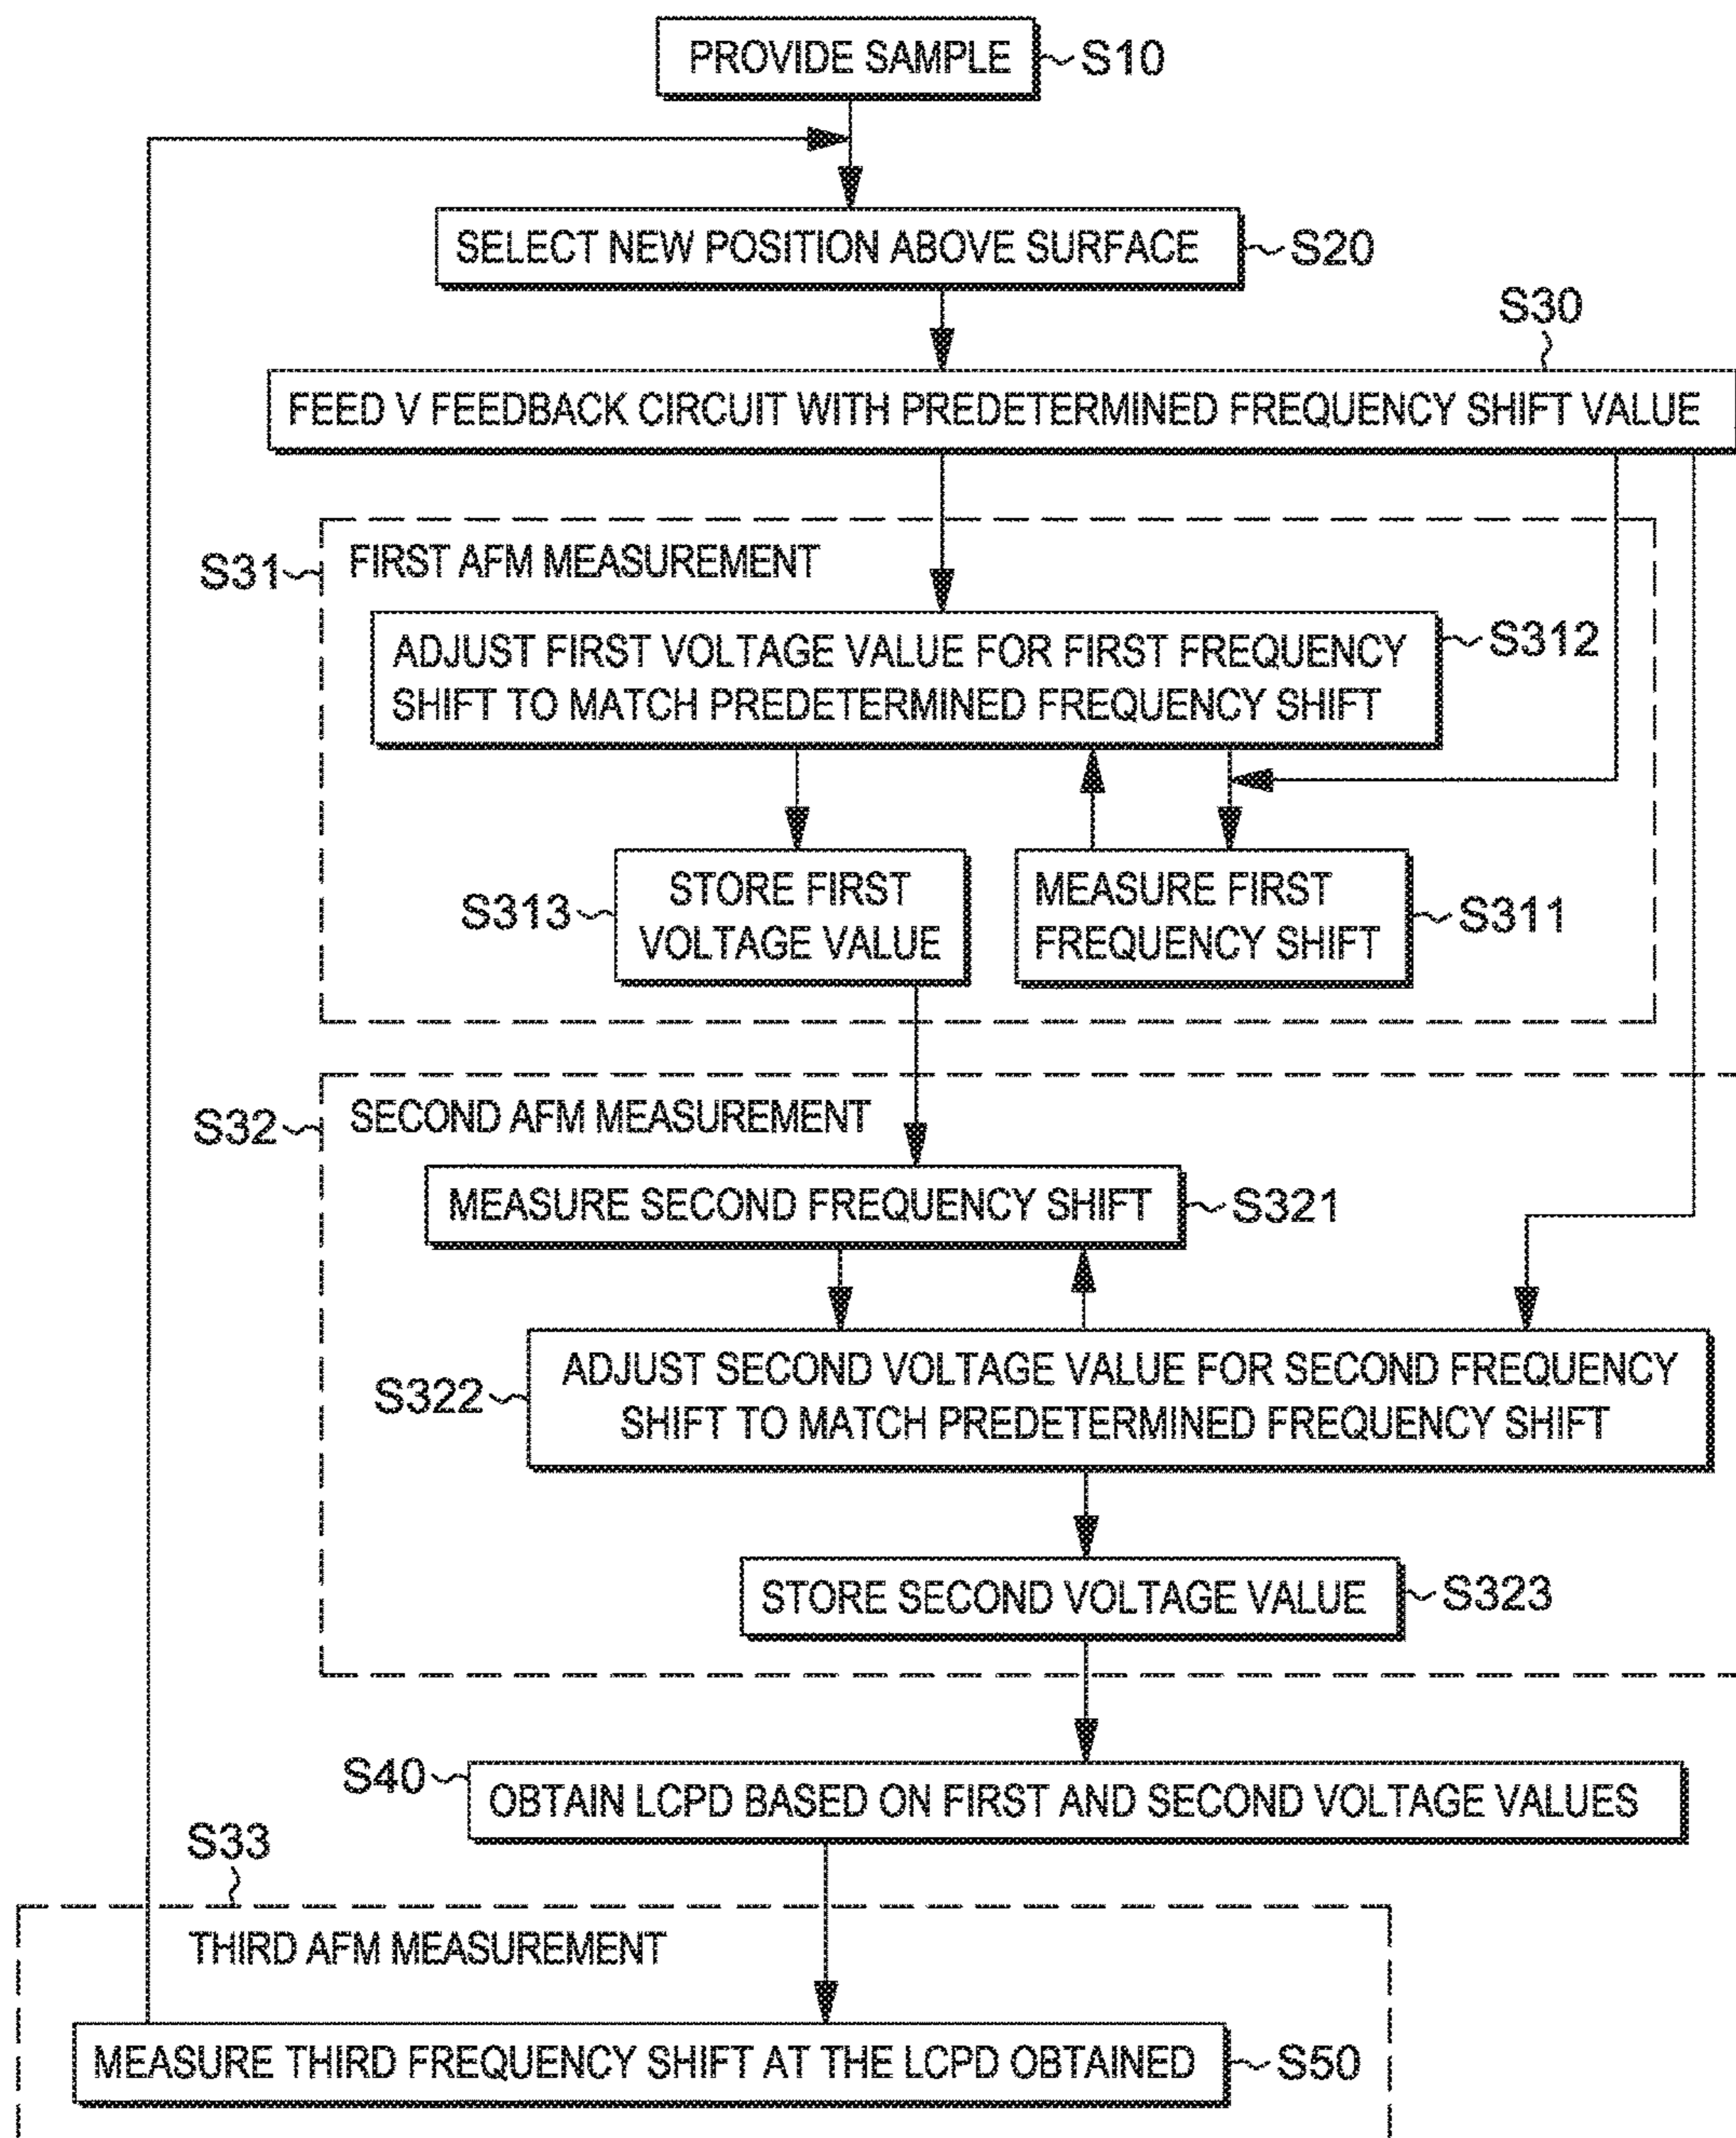 PROVIDE SAMPLE S10
SELECT NEW POSITION ABOVE SURFACE S20
S30
FEED V FEEDBACK CIRCUIT WITH PREDETERMINED FREQUENCY SHIFT VALUE
S31 FIRST AFM MEASUREMENT
ADJUST FIRST VOLTAGE VALUE FOR FIRST FREQUENCY S312
SHIFT TO MATCH PREDETERMINED FREQUENCY SHIFT
S313
STORE FIRST
VOLTAGE VALUE
MEASURE FIRST
FREQUENCY SHIFT
S311
S32 SECOND AFM MEASUREMENT
MEASURE SECOND FREQUENCY SHIFT S321
S322
ADJUST SECOND VOLTAGE VALUE FOR SECOND FREQUENCY
SHIFT TO MATCH PREDETERMINED FREQUENCY SHIFT
STORE SECOND VOLTAGE VALUE S323
S40
OBTAIN LCPD BASED ON FIRST AND SECOND VOLTAGE VALUES
S33
THIRD AFM MEASUREMENT
MEASURE THIRD FREQUENCY SHIFT AT THE LCPD OBTAINED S50